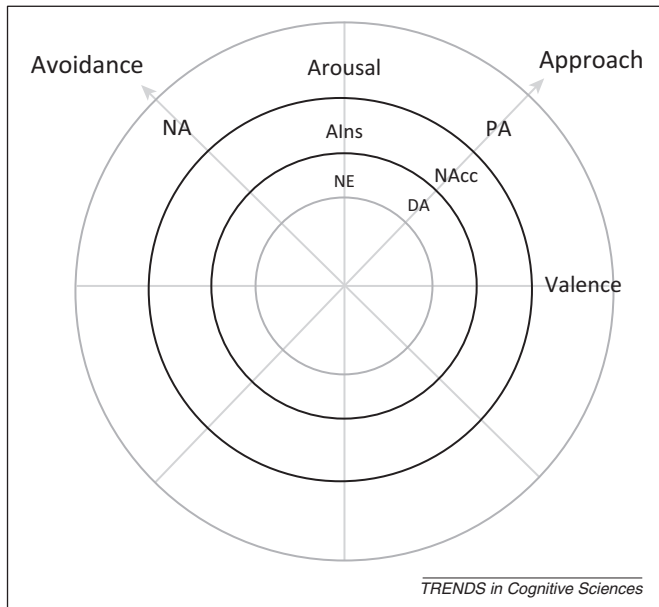 Avoidance
Arousal
Approach
NA
AIns
PA
NE
NAcc
DA
Valence
TRENDS in Cognitive Sciences